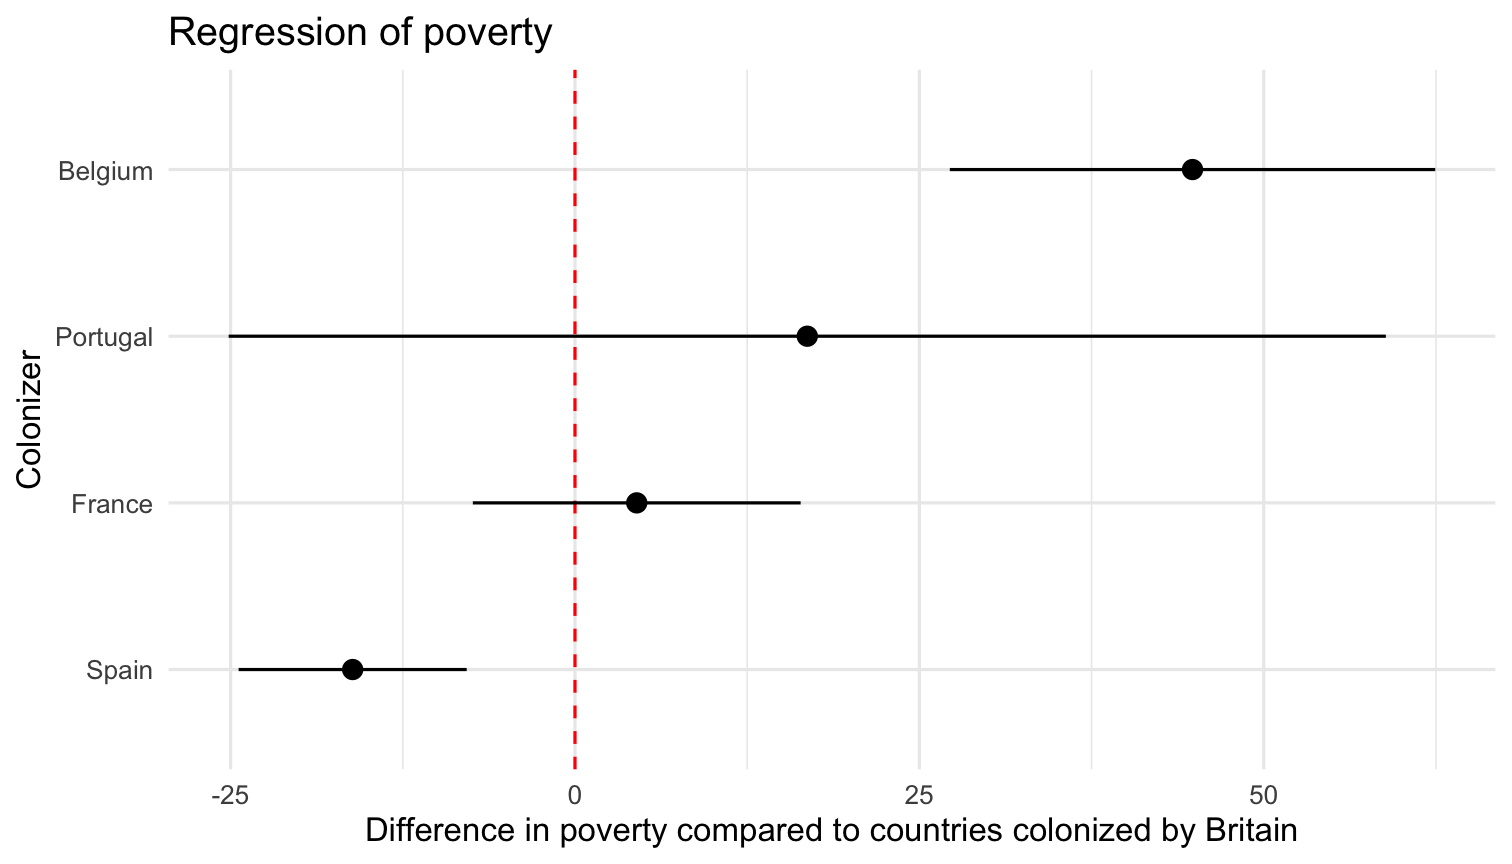 Regression of poverty
Belgium
Portugal
France
Spain
Colonizer
-25
0
25
50
Difference in poverty compared to countries colonized by Britain